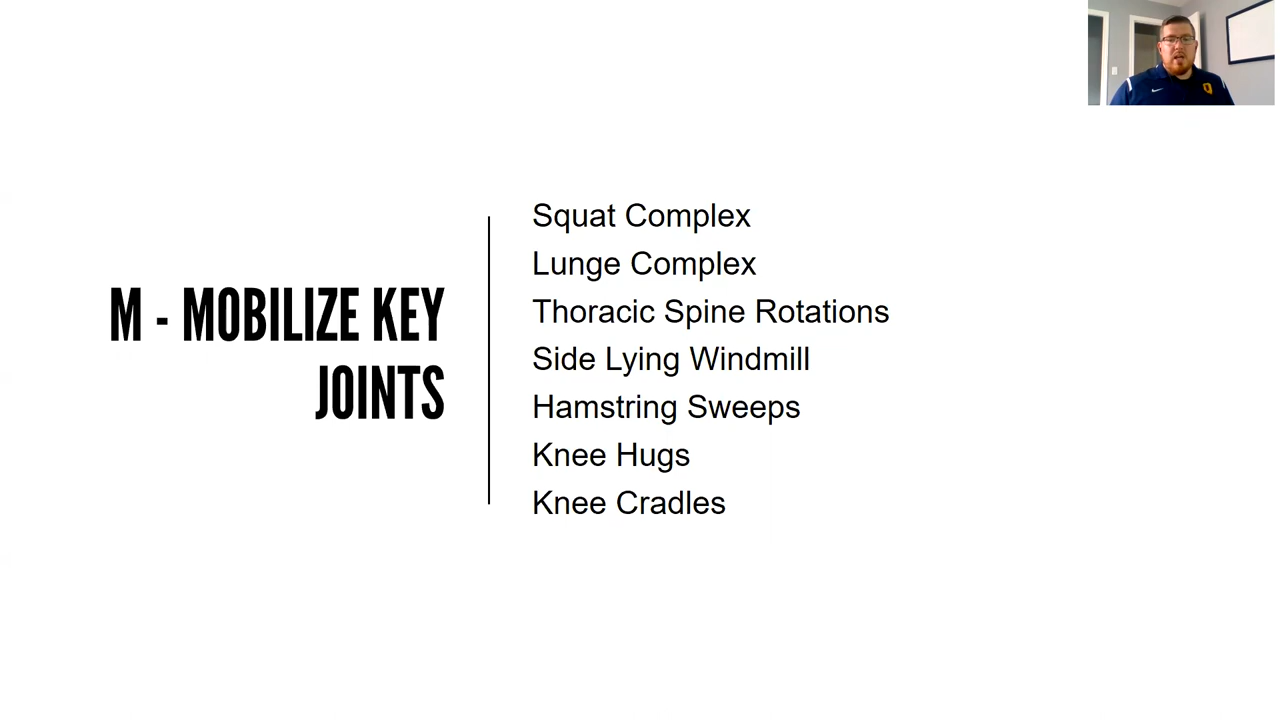 M - MOBILIZE KEY
JOINTS
Squat Complex
Lunge Complex
Thoracic Spine Rotations
Side Lying Windmill
Hamstring Sweeps
Knee Hugs
Knee Cradles